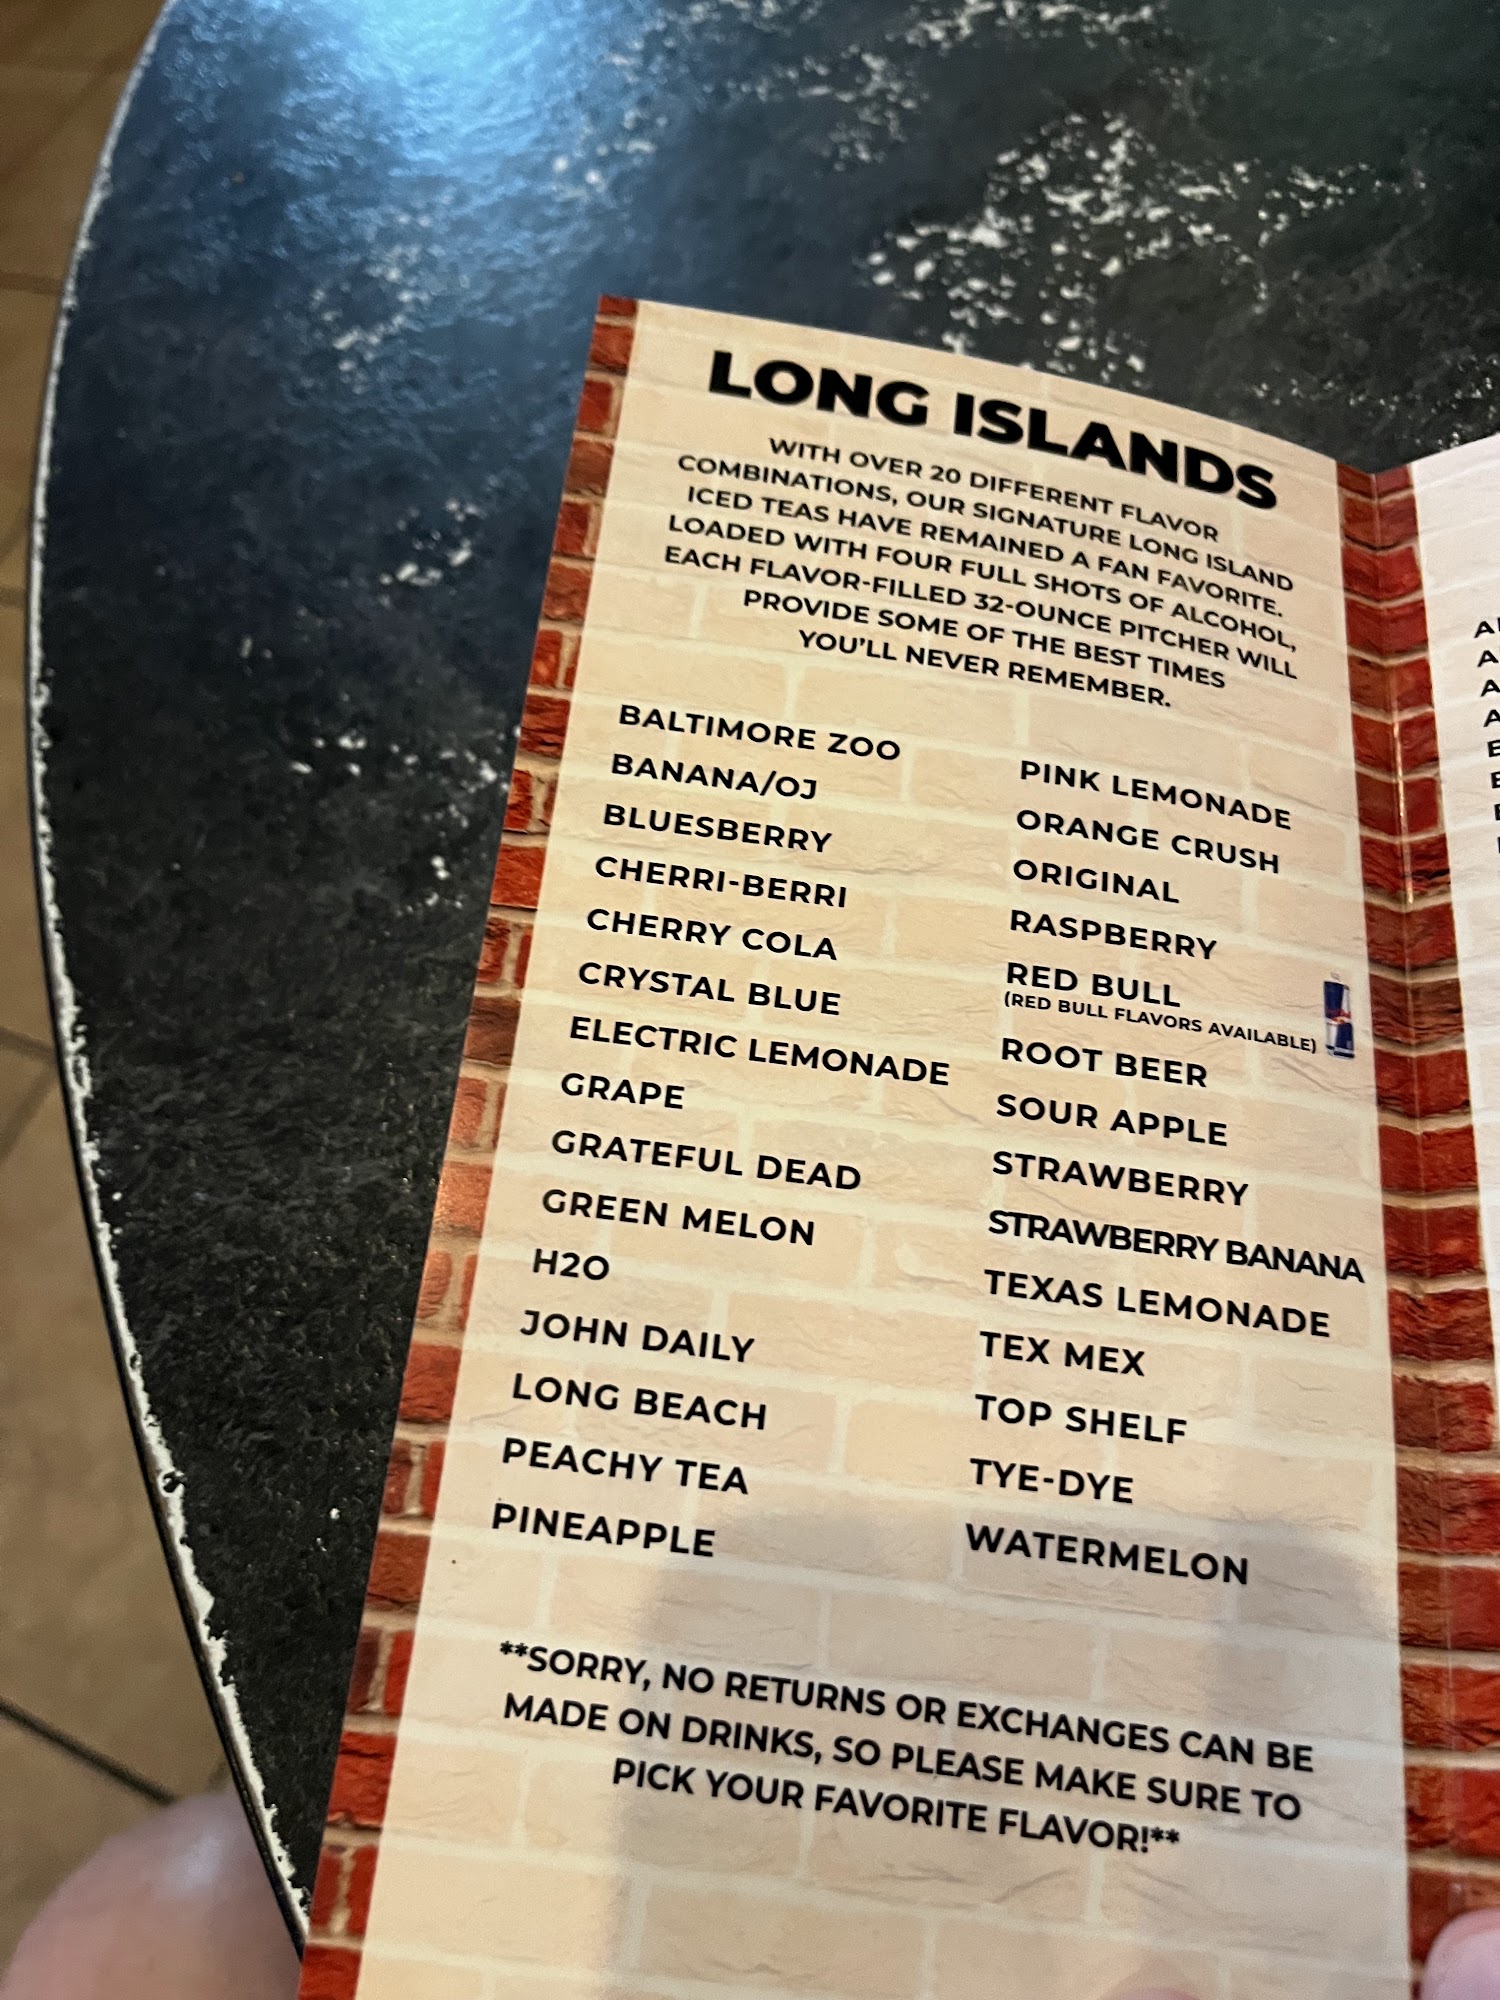 LONG ISLANDS
WITH OVER 20 DIFFERENT FLAVOR
COMBINATIONS, OUR SIGNATURE LONG ISLAND
ICED TEAS HAVE REMAINED A FAN FAVORITE.
LOADED WITH FOUR FULL SHOTS OF ALCOHOL,
EACH FLAVOR-FILLED 32-OUNCE PITCHER WILL
PROVIDE SOME OF THE BEST TIMES
YOU'LL NEVER REMEMBER.
BALTIMORE ZOO
BANANA/OJ
BLUESBERRY
CHERRI-BERRI
CHERRY COLA
CRYSTAL BLUE
ELECTRIC LEMONADE
GRAPE
GRATEFUL DEAD
GREEN MELON
H2O
JOHN DAILY
LONG BEACH
PEACHY TEA
PINEAPPLE
PINK LEMONADE
ORANGE CRUSH
ORIGINAL
RASPBERRY
RED BULL
(RED BULL FLAVORS AVAILABLE)
ROOT BEER
SOUR APPLE
STRAWBERRY
STRAWBERRY BANANA
TEXAS LEMONADE
TEX MEX
TOP SHELF
TYE-DYE
WATERMELON
**SORRY, NO RETURNS OR EXCHANGES CAN BE
MADE ON DRINKS, SO PLEASE MAKE SURE TO
PICK YOUR FAVORITE FLAVOR!**